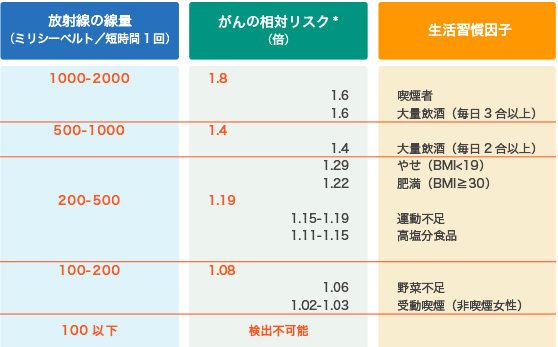 放射線の線量
（ミリシーベルト／短時間1回）
がんの相対リスク*
（倍）
生活習慣因子
1000-2000 1.8
1.6 喫煙者
1.6 大量飲酒（毎日3合以上）
500-1000 1.4
1.4 大量飲酒（毎日2合以上）
1.29 やせ（BMI<19）
1.22 肥満（BMI≧30）
200-500 1.19
1.15-1.19 運動不足
1.11-1.15 高塩分食品
100-200 1.08
1.06 野菜不足
1.02-1.03 受動喫煙（非喫煙女性）
100以下 検出不可能